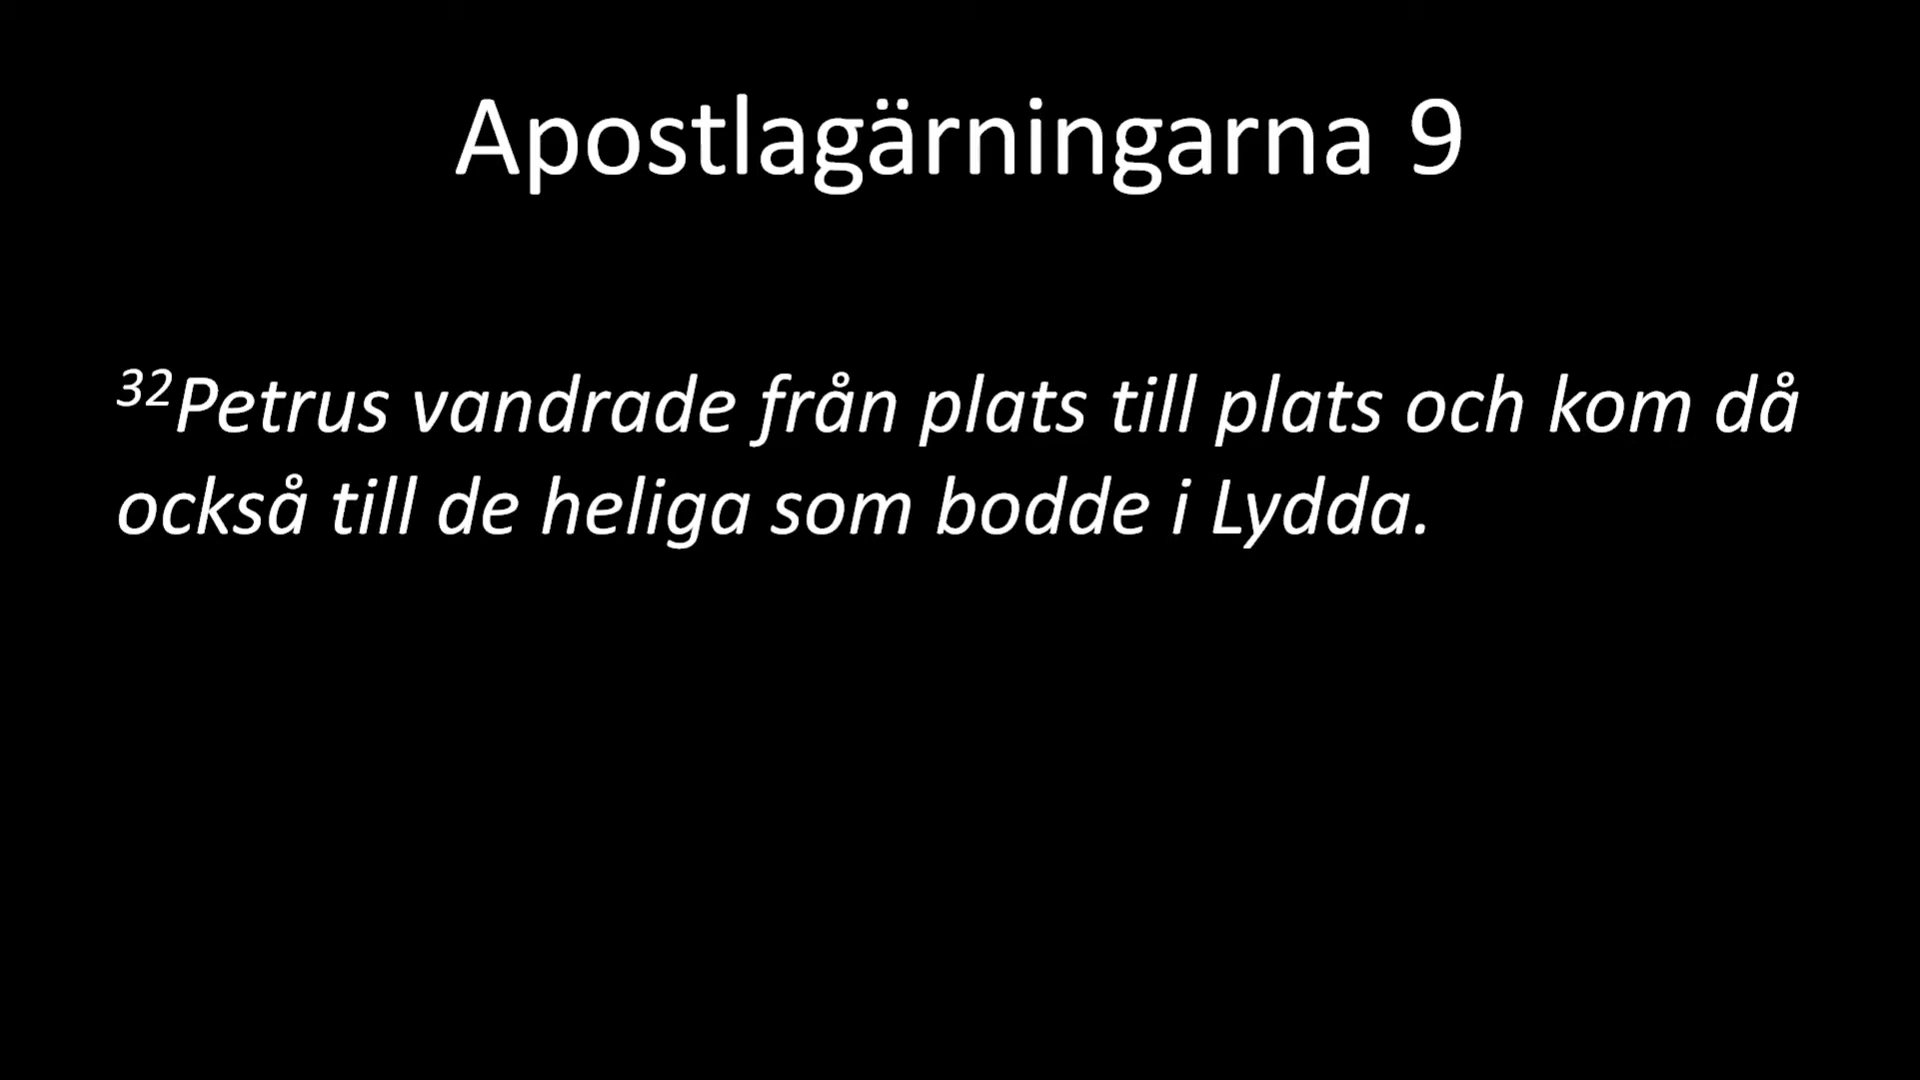 Apostlagärningarna 9
32Petrus vandrade från plats till plats och kom då
också till de heliga som bodde i Lydda.